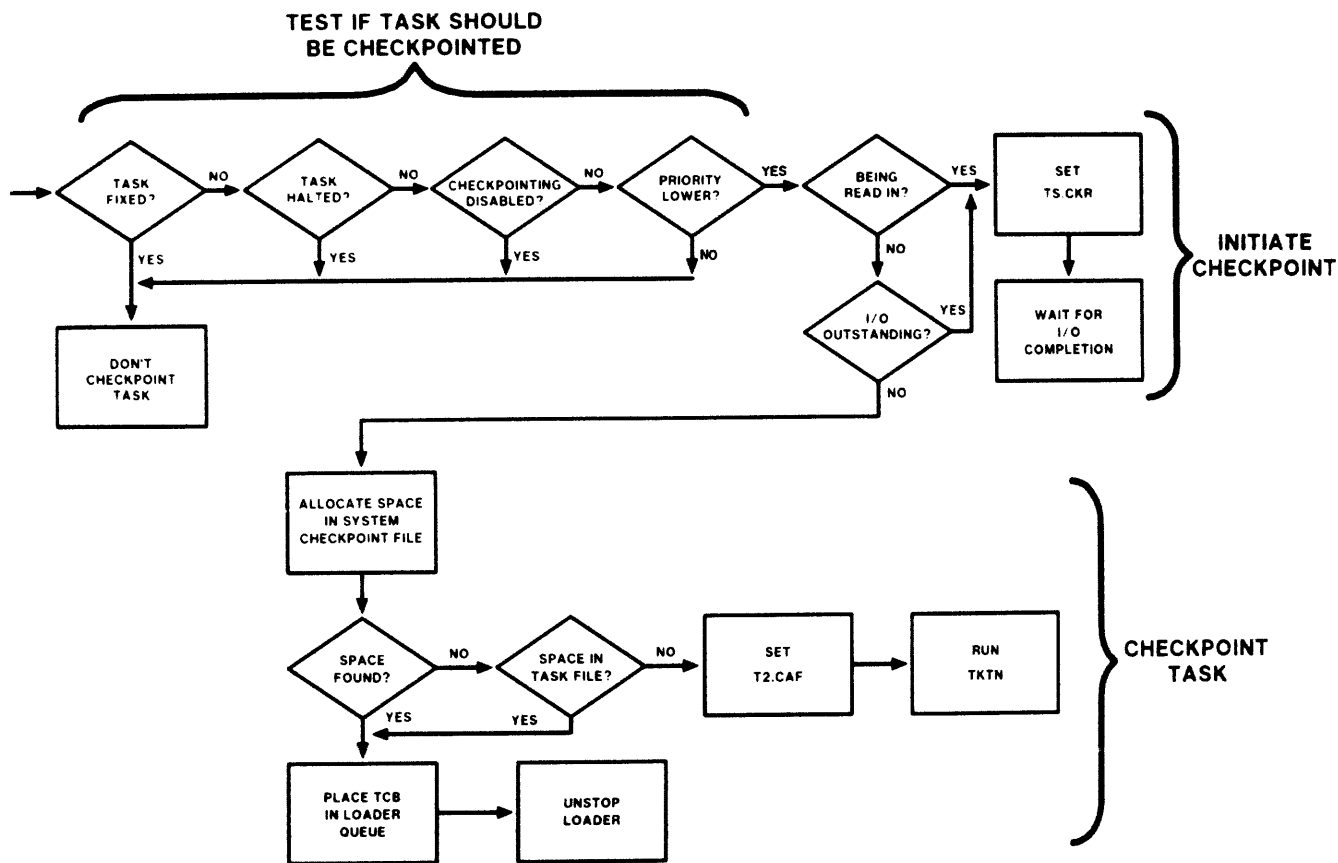 TEST IF TASK SHOULD
BE CHECKPOINTED
TASK
FIXED?
NO
TASK
HALTED?
NO
CHECKPOINTING
DISABLED?
NO
PRIORITY
LOWER?
YES
BEING
READ IN?
YES
SET
TS.CKR
YES
YES
YES
NO
NO
INITIATE
CHECKPOINT
DON'T
CHECKPOINT
TASK
I/O
OUTSTANDING?
YES
WAIT FOR
I/O
COMPLETION
NO
ALLOCATE SPACE
IN SYSTEM
CHECKPOINT FILE
SPACE
FOUND?
NO
SPACE IN
TASK FILE?
NO
SET
T2.CAF
RUN
TKTN
CHECKPOINT
TASK
YES
YES
PLACE TCB
IN LOADER
QUEUE
UNSTOP
LOADER